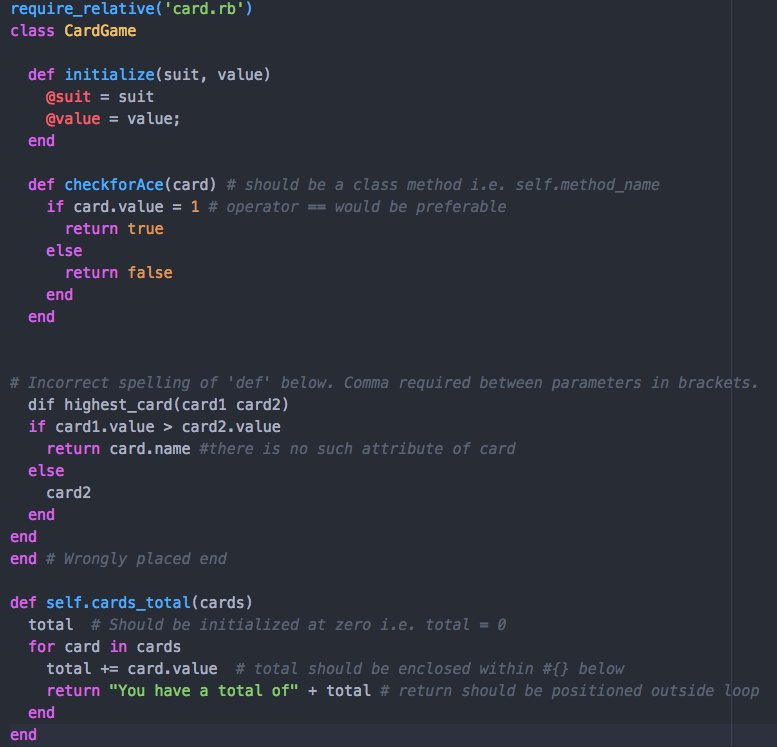 require_relative('card.rb')
class CardGame

  def initialize(suit, value)
    @suit = suit
    @value = value;
  end

  def checkforAce(card) # should be a class method i.e. self.method_name
    if card.value = 1 # operator == would be preferable
      return true
    else
      return false
    end
  end


# Incorrect spelling of 'def' below. Comma required between parameters in brackets.
  dif highest_card(card1 card2)
  if card1.value > card2.value
    return card.name #there is no such attribute of card
  else
    card2
  end
end
end # Wrongly placed end

def self.cards_total(cards)
  total  # Should be initialized at zero i.e. total = 0
  for card in cards
    total += card.value  # total should be enclosed within #{} below
    return "You have a total of" + total # return should be positioned outside loop
  end
end